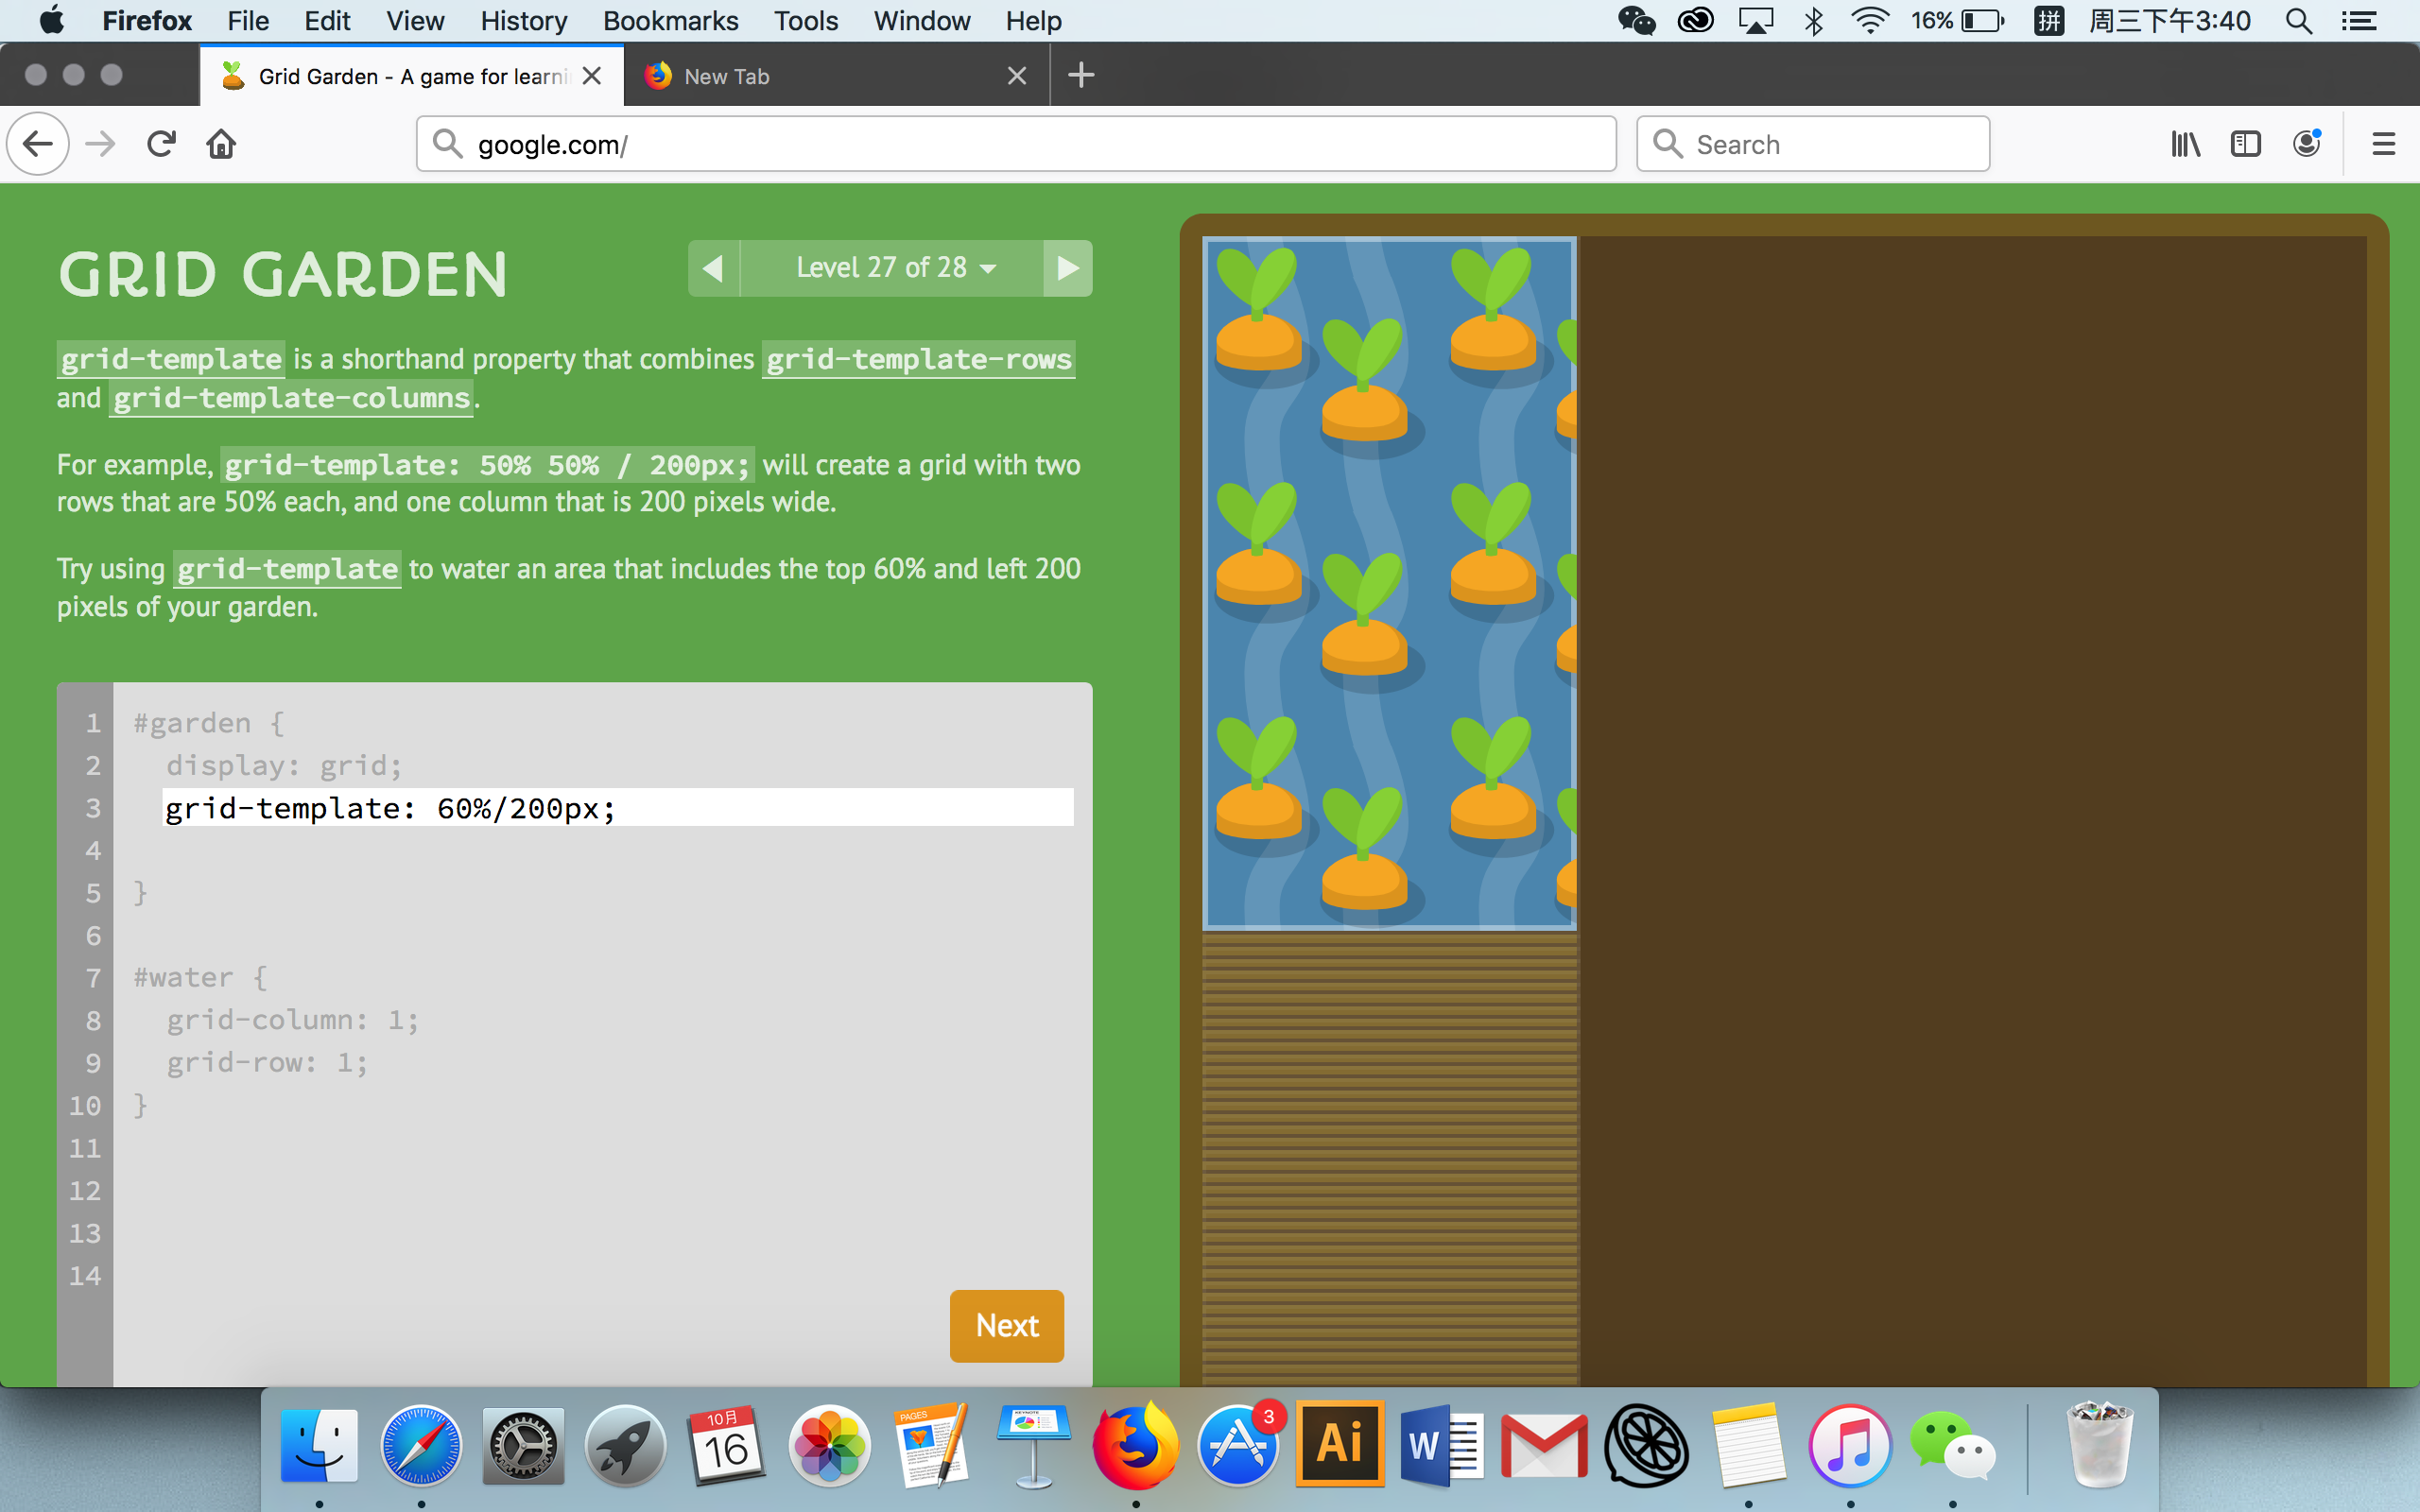 Firefox File Edit View History Bookmarks Tools Window Help 16% 拼 周三下午3:40
Grid Garden - A game for learni New Tab
google.com/ Search
GRID GARDEN
Level 27 of 28
grid-template is a shorthand property that combines grid-template-rows
and grid-template-columns.
For example, grid-template: 50% 50% / 200px; will create a grid with two
rows that are 50% each, and one column that is 200 pixels wide.
Try using grid-template to water an area that includes the top 60% and left 200
pixels of your garden.
1 #garden {
2 display: grid;
3 grid-template: 60%/200px;
4
5 }
6
7 #water {
8 grid-column: 1;
9 grid-row: 1;
10 }
11
12
13
14
Next
10月
16
PAGES
KEYNOTE
3
Ai
W